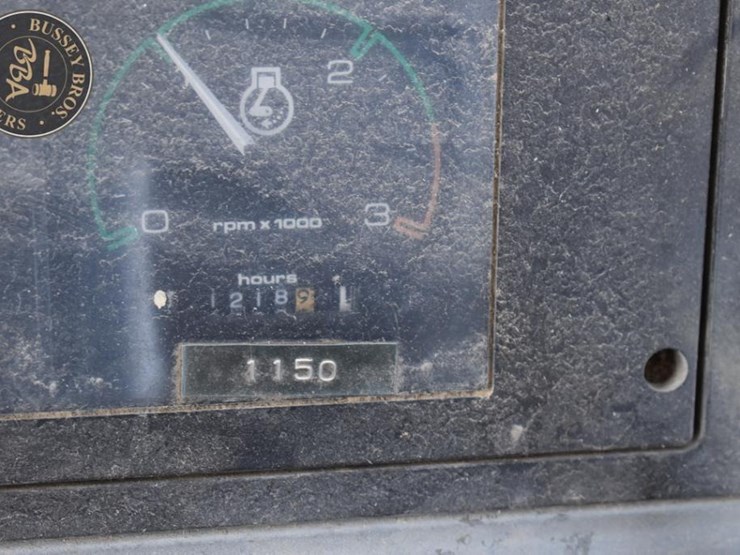 BUSSEY BROS.
BBA
ERS
2
0
rpm x 1000
3
hours
12189
1150